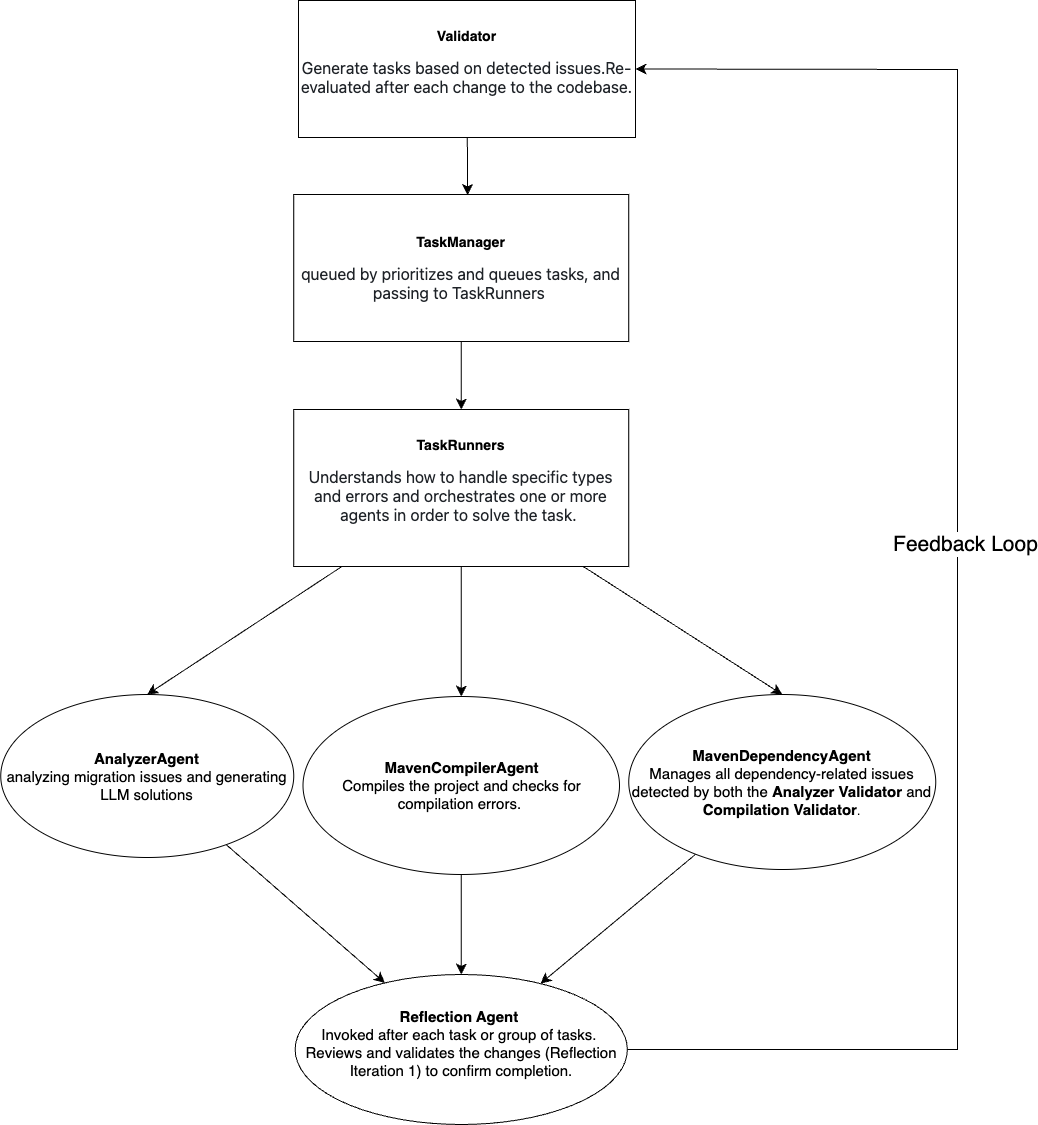 Validator
Generate tasks based on detected issues.Re-
evaluated after each change to the codebase.
TaskManager
queued by prioritizes and queues tasks, and
passing to TaskRunners
TaskRunners
Understands how to handle specific types
and errors and orchestrates one or more
agents in order to solve the task.
Feedback Loop
AnalyzerAgent
analyzing migration issues and generating
LLM solutions
MavenCompilerAgent
Compiles the project and checks for
compilation errors.
MavenDependencyAgent
Manages all dependency-related issues
detected by both the Analyzer Validator and
Compilation Validator.
Reflection Agent
Invoked after each task or group of tasks.
Reviews and validates the changes (Reflection
Iteration 1) to confirm completion.